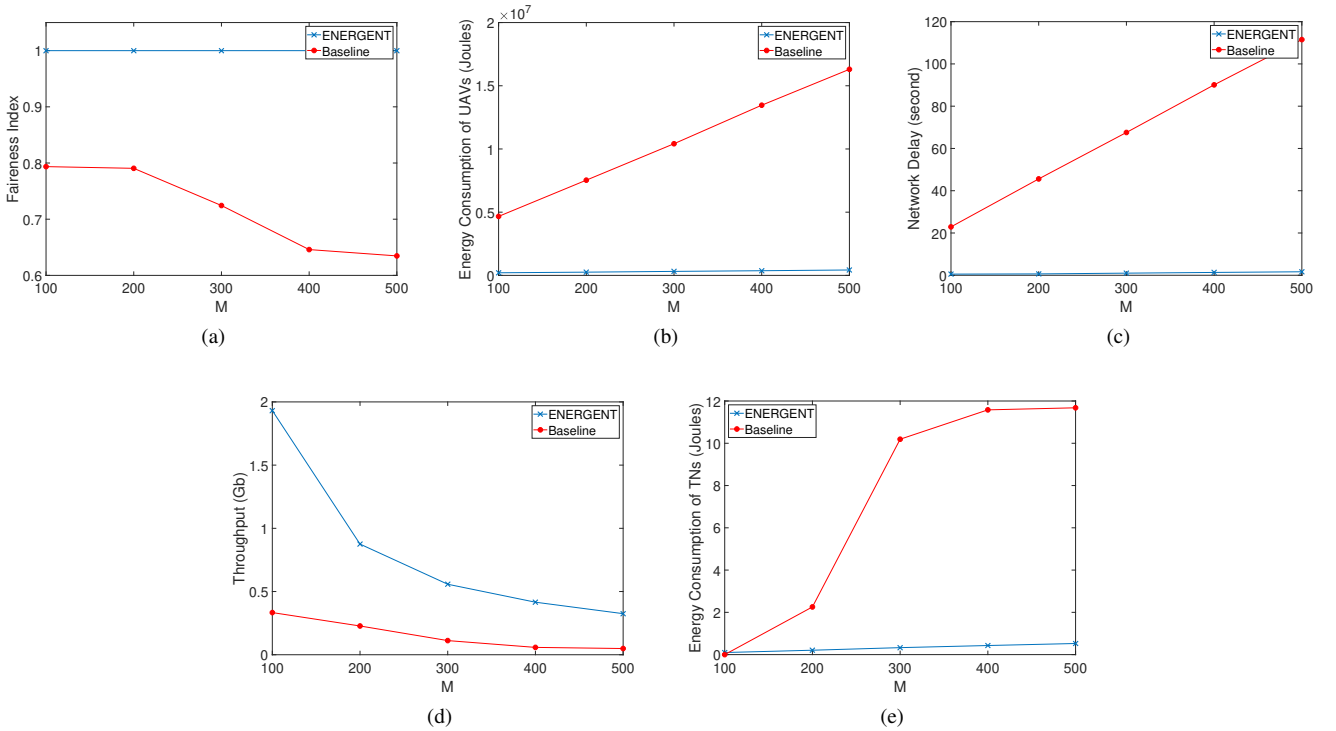 ENERGENT
Baseline
Faireness Index
1
0.9
0.8
0.7
0.6
100 200 300 400 500
M
(a)
×10⁷
ENERGENT
Baseline
Energy Consumption of UAVs (Joules)
2
1.5
1
0.5
0
100 200 300 400 500
M
(b)
ENERGENT
Baseline
Network Delay (second)
120
100
80
60
40
20
0
100 200 300 400 500
M
(c)
ENERGENT
Baseline
Throughput (Gb)
2
1.5
1
0.5
0
100 200 300 400 500
M
(d)
ENERGENT
Baseline
Energy Consumption of TNs (Joules)
12
10
8
6
4
2
0
100 200 300 400 500
M
(e)